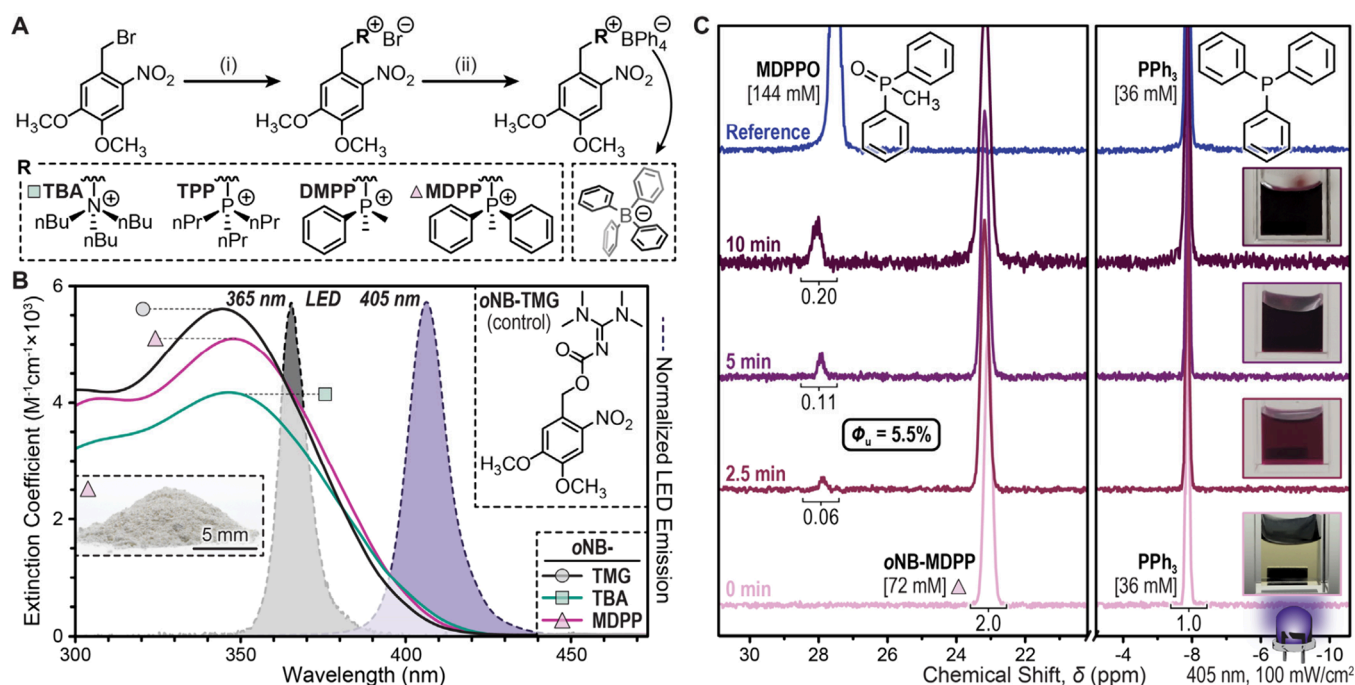 A
Br
NO₂
CH₃O
OCH₃
(i)
R⊕ Br⊖
NO₂
CH₃O
OCH₃
(ii)
R⊕ BPh₄⊖
NO₂
CH₃O
OCH₃
R
TBA
N⊕
nBu
nBu
nBu
TPP
P⊕
nPr
nPr
nPr
DMPP
P⊕
MDPP
P⊕
B⊖
B
Extinction Coefficient (M⁻¹cm⁻¹×10³)
6
4
2
0
365 nm
LED
405 nm
oNB-TMG
(control)
N
N
N
O
O
NO₂
H₃CO
OCH₃
5 mm
oNB-
TMG
TBA
MDPP
Normalized LED Emission
300
350
400
450
Wavelength (nm)
C
MDPPO
[144 mM]
Reference
O
P
CH₃
PPh₃
[36 mM]
P
10 min
0.20
5 min
0.11
Φu = 5.5%
2.5 min
0.06
oNB-MDPP
[72 mM]
PPh₃
[36 mM]
0 min
2.0
1.0
30
28
26
24
22
-4
-6
-8
-10
Chemical Shift, δ (ppm)
405 nm, 100 mW/cm²